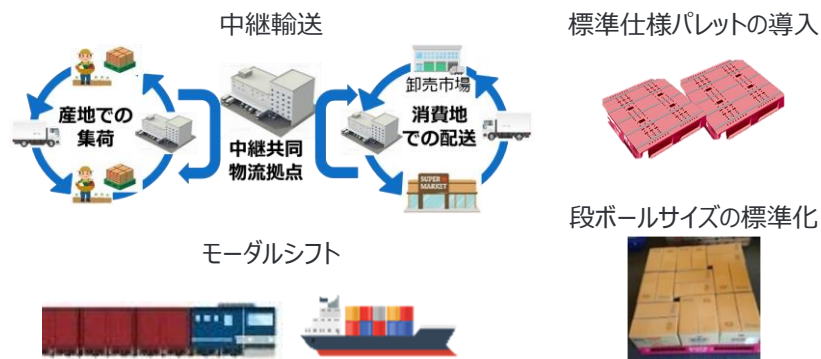 中継輸送
標準仕様パレットの導入
卸売市場
産地での
集荷
消費地
での配送
中継共同
物流拠点
SUPER
MARKET
段ボールサイズの標準化
モーダルシフト